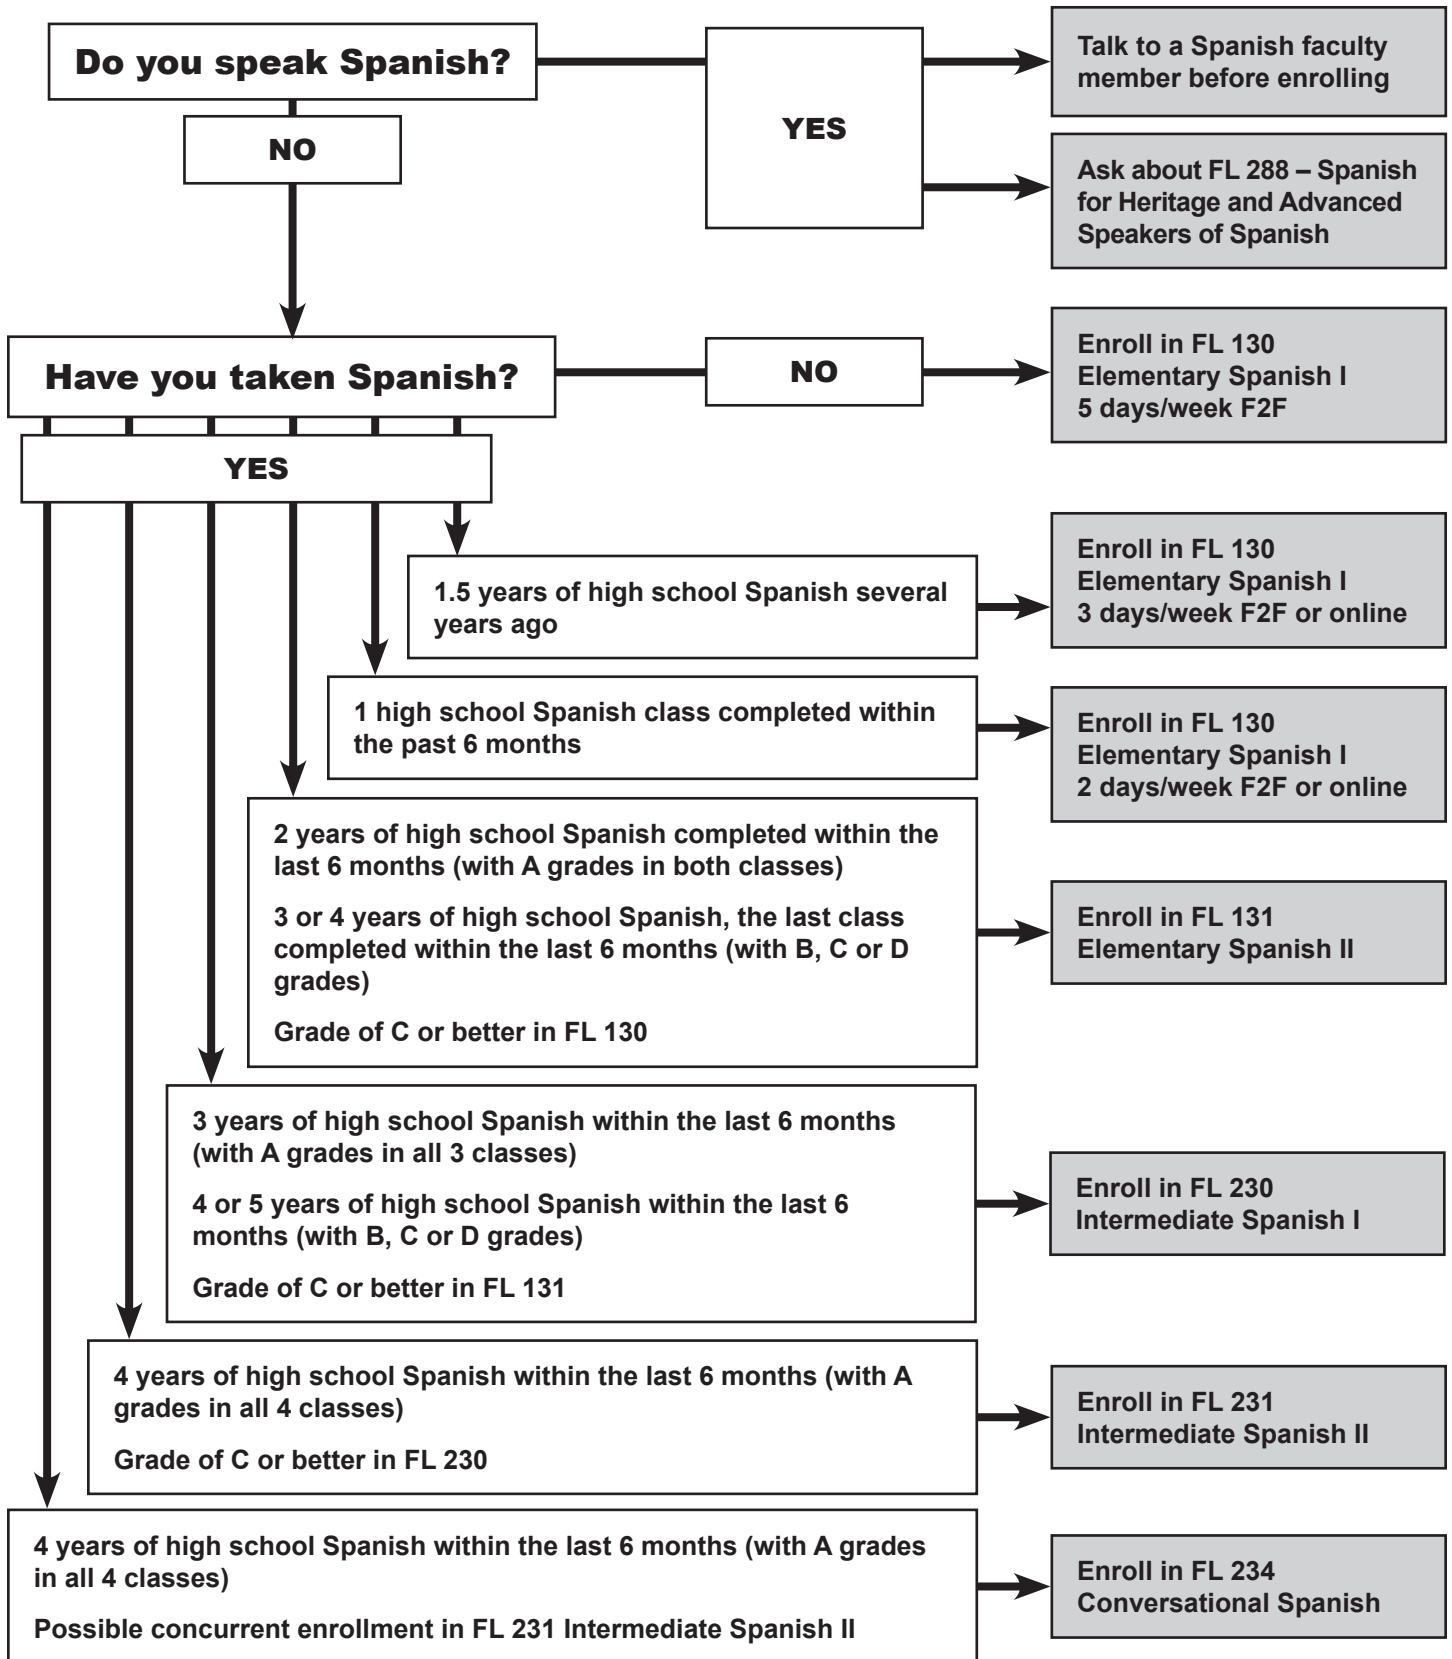 Do you speak Spanish?
YES
Talk to a Spanish faculty
member before enrolling
Ask about FL 288 – Spanish
for Heritage and Advanced
Speakers of Spanish
NO
Have you taken Spanish?
NO
Enroll in FL 130
Elementary Spanish I
5 days/week F2F
YES
1.5 years of high school Spanish several
years ago
Enroll in FL 130
Elementary Spanish I
3 days/week F2F or online
1 high school Spanish class completed within
the past 6 months
Enroll in FL 130
Elementary Spanish I
2 days/week F2F or online
2 years of high school Spanish completed within the
last 6 months (with A grades in both classes)
3 or 4 years of high school Spanish, the last class
completed within the last 6 months (with B, C or D
grades)
Grade of C or better in FL 130
Enroll in FL 131
Elementary Spanish II
3 years of high school Spanish within the last 6 months
(with A grades in all 3 classes)
4 or 5 years of high school Spanish within the last 6
months (with B, C or D grades)
Grade of C or better in FL 131
Enroll in FL 230
Intermediate Spanish I
4 years of high school Spanish within the last 6 months (with A
grades in all 4 classes)
Grade of C or better in FL 230
Enroll in FL 231
Intermediate Spanish II
4 years of high school Spanish within the last 6 months (with A grades
in all 4 classes)
Possible concurrent enrollment in FL 231 Intermediate Spanish II
Enroll in FL 234
Conversational Spanish